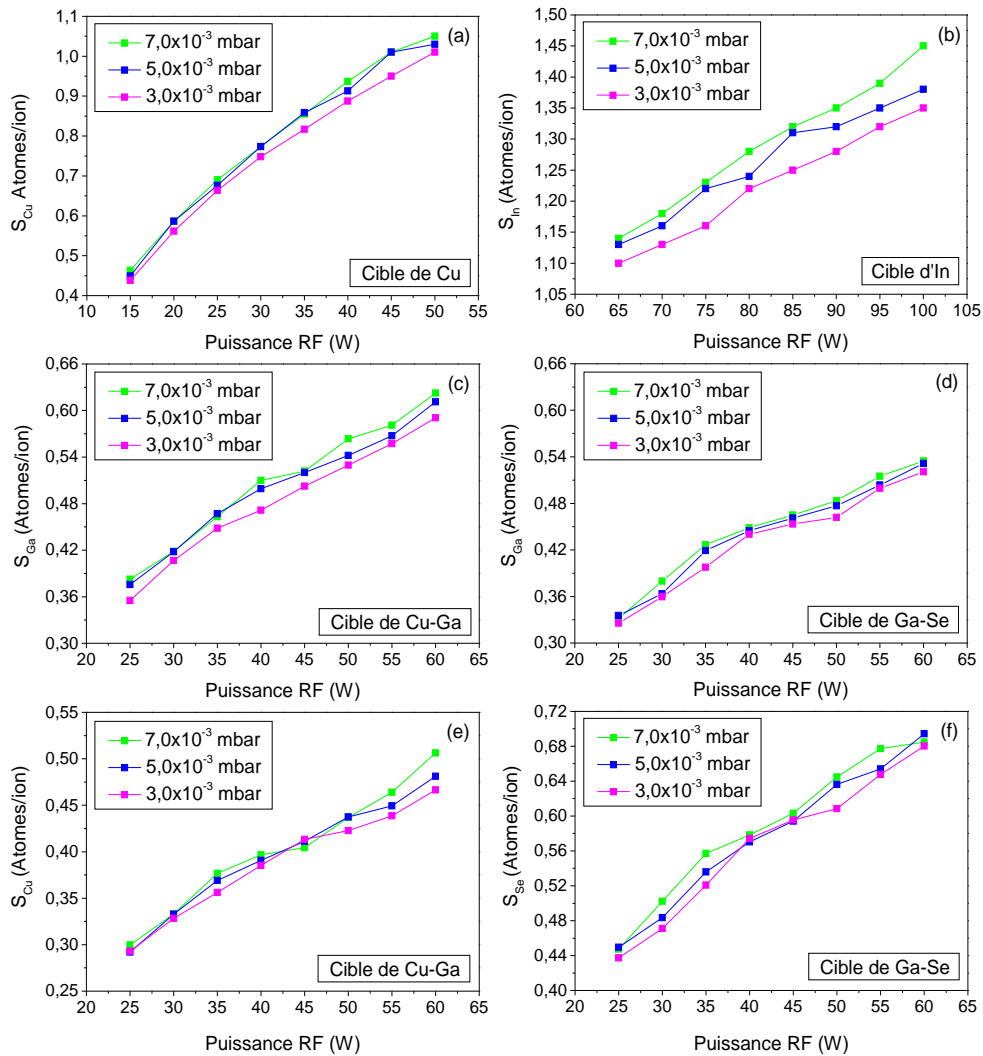 (a)
7,0x10⁻³ mbar
5,0x10⁻³ mbar
3,0x10⁻³ mbar
S_Cu Atomes/ion
1,1
1,0
0,9
0,8
0,7
0,6
0,5
0,4
Cible de Cu
10 15 20 25 30 35 40 45 50 55
Puissance RF (W)
(b)
7,0x10⁻³ mbar
5,0x10⁻³ mbar
3,0x10⁻³ mbar
S_In (Atomes/ion)
1,50
1,45
1,40
1,35
1,30
1,25
1,20
1,15
1,10
1,05
Cible d'In
60 65 70 75 80 85 90 95 100 105
Puissance RF (W)
(c)
7,0x10⁻³ mbar
5,0x10⁻³ mbar
3,0x10⁻³ mbar
S_Ga (Atomes/ion)
0,66
0,60
0,54
0,48
0,42
0,36
0,30
Cible de Cu-Ga
20 25 30 35 40 45 50 55 60 65
Puissance RF (W)
(d)
7,0x10⁻³ mbar
5,0x10⁻³ mbar
3,0x10⁻³ mbar
S_Ga (Atomes/ion)
0,66
0,60
0,54
0,48
0,42
0,36
0,30
Cible de Ga-Se
20 25 30 35 40 45 50 55 60 65
Puissance RF (W)
(e)
7,0x10⁻³ mbar
5,0x10⁻³ mbar
3,0x10⁻³ mbar
S_Cu (Atomes/ion)
0,55
0,50
0,45
0,40
0,35
0,30
0,25
Cible de Cu-Ga
20 25 30 35 40 45 50 55 60 65
Puissance RF (W)
(f)
7,0x10⁻³ mbar
5,0x10⁻³ mbar
3,0x10⁻³ mbar
S_Se (Atomes/ion)
0,72
0,68
0,64
0,60
0,56
0,52
0,48
0,44
0,40
Cible de Ga-Se
20 25 30 35 40 45 50 55 60 65
Puissance RF (W)